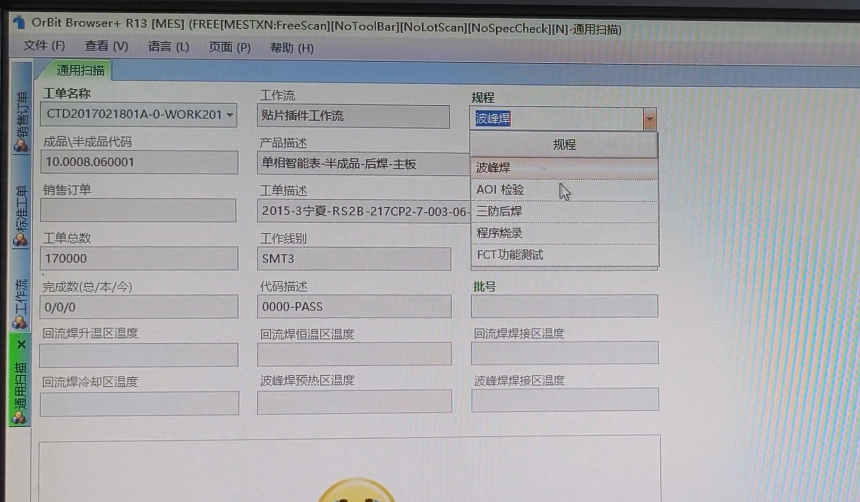 OrBit Browser+ R13 [MES] (FREE[MESTXN:FreeScan][NoToolBar][NoLotScan][NoSpecCheck][N]-通用扫描)
文件 (F) 查看 (V) 语言 (L) 页面 (P) 帮助 (H)
通用扫描
销售订单
标准工单
工作流
通用扫描
工单名称 工作流 规程
CTD2017021801A-0-WORK201 贴片插件工作流 波峰焊
成品\半成品代码 产品描述 规程
10.0008.060001 单相智能表-半成品-后焊-主板 波峰焊
销售订单 工单描述 AOI 检验
2015-3宁夏-RS2B-217CP2-7-003-06- 三防后焊
工单总数 工作线别 程序烧录
170000 SMT3 FCT功能测试
完成数(总/本/今) 代码描述 批号
0/0/0 0000-PASS
回流焊升温区温度 回流焊恒温区温度 回流焊焊接区温度
回流焊冷却区温度 波峰焊预热区温度 波峰焊焊接区温度